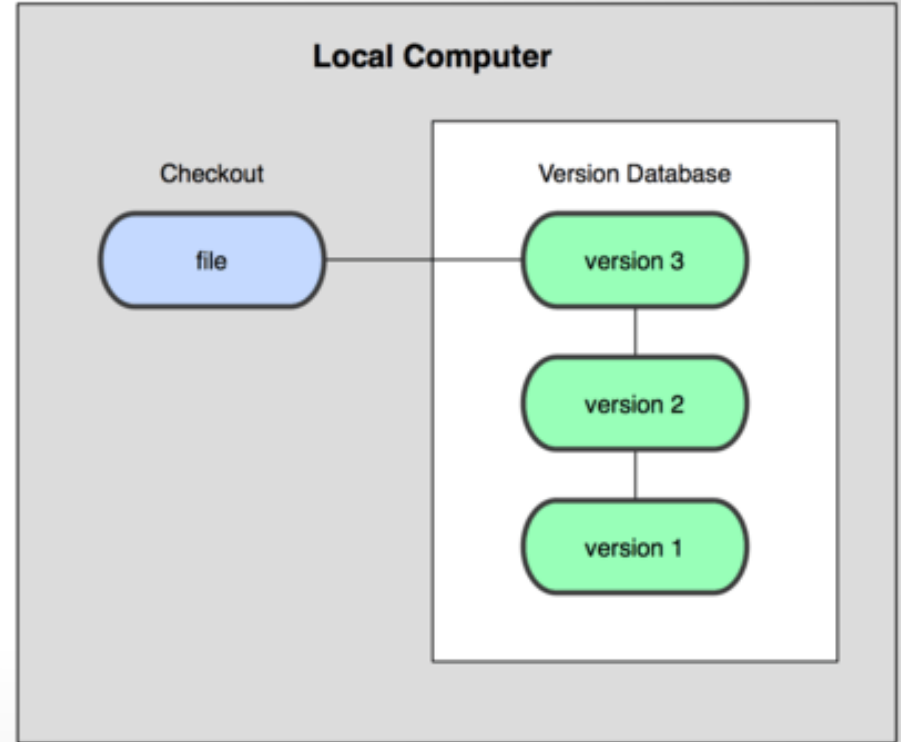 Local Computer
Checkout
Version Database
file
version 3
version 2
version 1